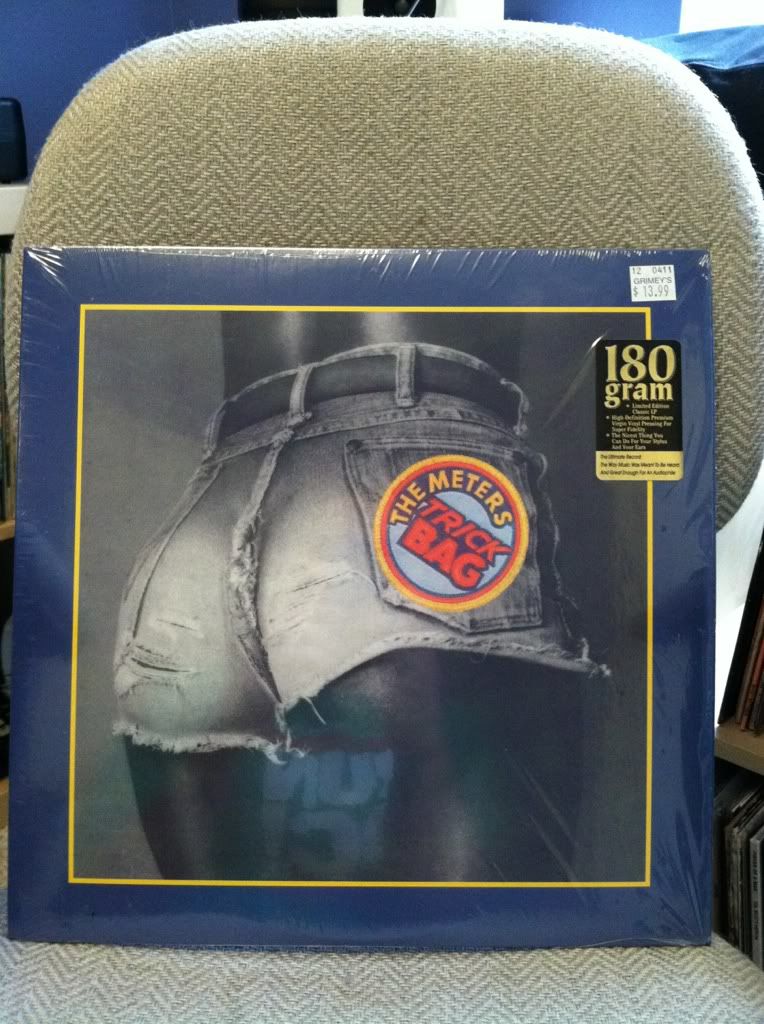 12 0411
GRIMEY'S
$ 13.99
180
gram
• Limited Edition
Classic LP
• High-Definition Premium
Virgin Vinyl Pressing For
Super Fidelity
• The Nicest Thing You
Can Do For Your Stylus
And Your Ears
The Ultimate Record
The Way Music Was Meant To Be Heard
And Great Enough For An Audiophile
THE METERS
TRICK
BAG